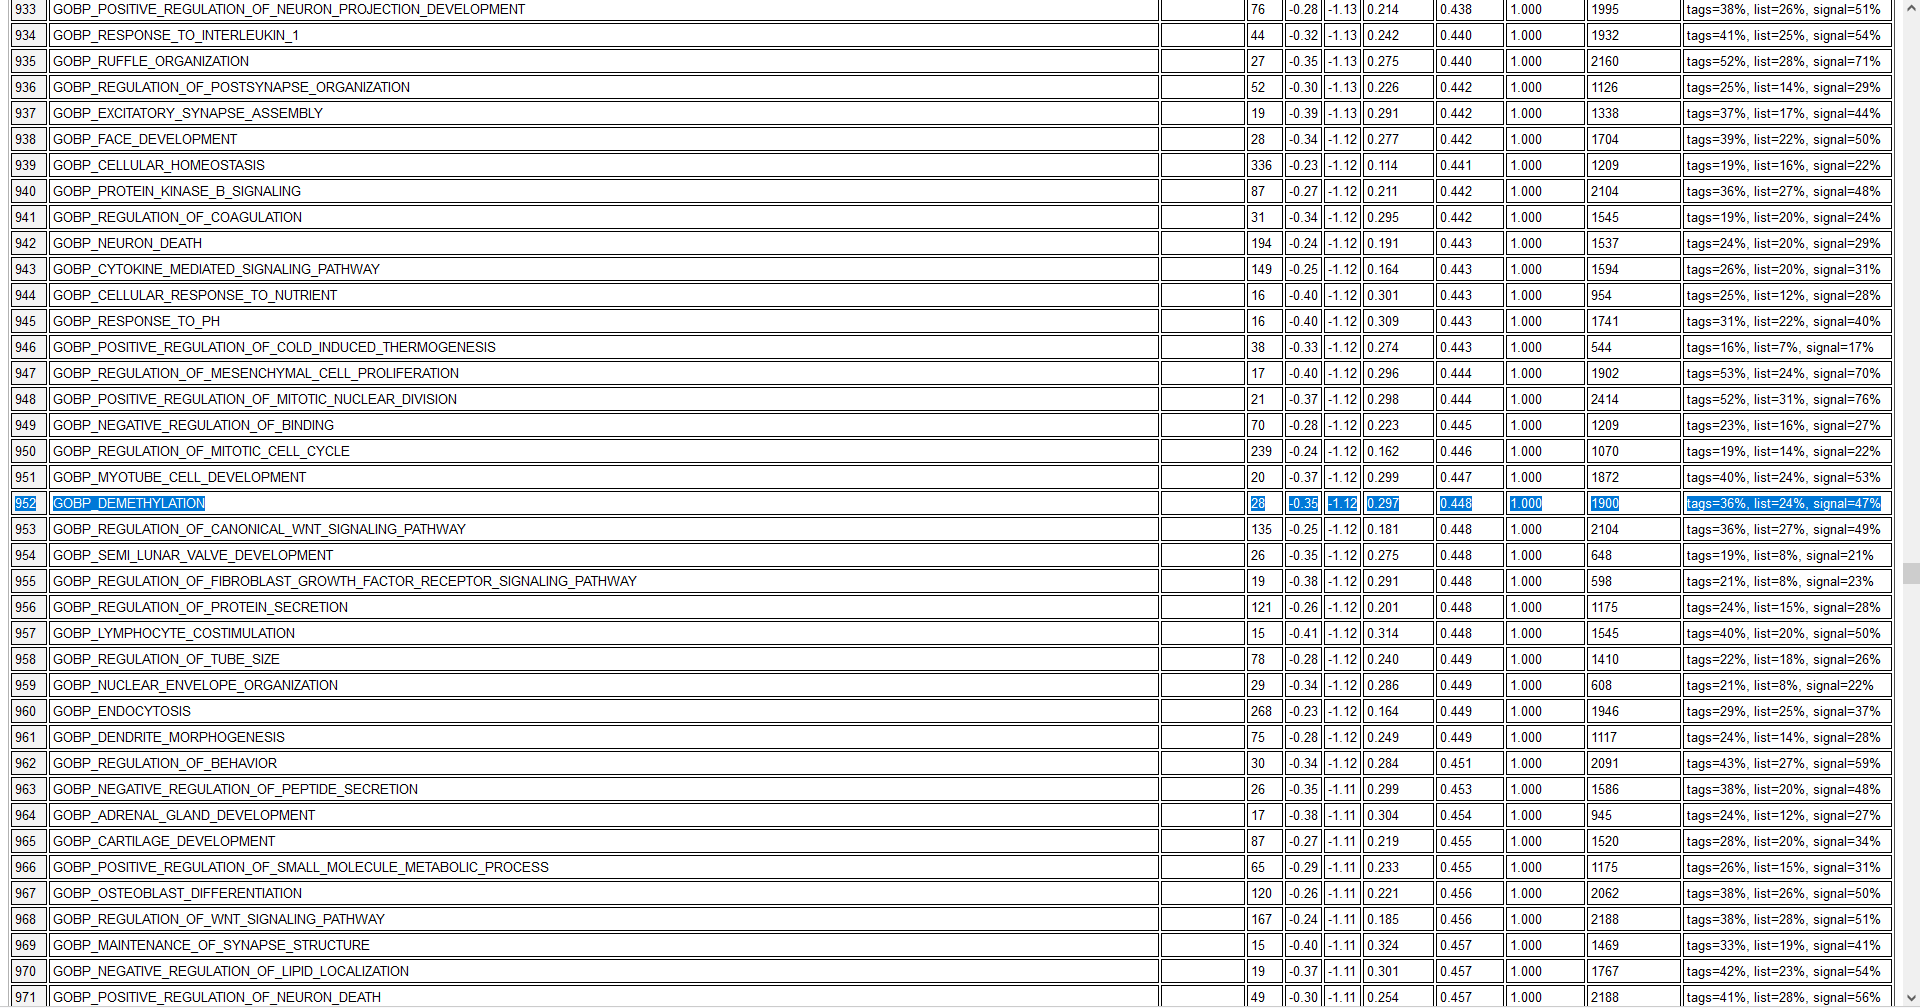 933 GOBP_POSITIVE_REGULATION_OF_NEURON_PROJECTION_DEVELOPMENT 76 -0.28 -1.13 0.214 0.438 1.000 1995 tags=38%, list=26%, signal=51%
934 GOBP_RESPONSE_TO_INTERLEUKIN_1 44 -0.32 -1.13 0.242 0.440 1.000 1932 tags=41%, list=25%, signal=54%
935 GOBP_RUFFLE_ORGANIZATION 27 -0.35 -1.13 0.275 0.440 1.000 2160 tags=52%, list=28%, signal=71%
936 GOBP_REGULATION_OF_POSTSYNAPSE_ORGANIZATION 52 -0.30 -1.13 0.226 0.442 1.000 1126 tags=25%, list=14%, signal=29%
937 GOBP_EXCITATORY_SYNAPSE_ASSEMBLY 19 -0.39 -1.13 0.291 0.442 1.000 1338 tags=37%, list=17%, signal=44%
938 GOBP_FACE_DEVELOPMENT 28 -0.34 -1.12 0.277 0.442 1.000 1704 tags=39%, list=22%, signal=50%
939 GOBP_CELLULAR_HOMEOSTASIS 336 -0.23 -1.12 0.114 0.441 1.000 1209 tags=19%, list=16%, signal=22%
940 GOBP_PROTEIN_KINASE_B_SIGNALING 87 -0.27 -1.12 0.211 0.442 1.000 2104 tags=36%, list=27%, signal=48%
941 GOBP_REGULATION_OF_COAGULATION 31 -0.34 -1.12 0.295 0.442 1.000 1545 tags=19%, list=20%, signal=24%
942 GOBP_NEURON_DEATH 194 -0.24 -1.12 0.191 0.443 1.000 1537 tags=24%, list=20%, signal=29%
943 GOBP_CYTOKINE_MEDIATED_SIGNALING_PATHWAY 149 -0.25 -1.12 0.164 0.443 1.000 1594 tags=26%, list=20%, signal=31%
944 GOBP_CELLULAR_RESPONSE_TO_NUTRIENT 16 -0.40 -1.12 0.301 0.443 1.000 954 tags=25%, list=12%, signal=28%
945 GOBP_RESPONSE_TO_PH 16 -0.40 -1.12 0.309 0.443 1.000 1741 tags=31%, list=22%, signal=40%
946 GOBP_POSITIVE_REGULATION_OF_COLD_INDUCED_THERMOGENESIS 38 -0.33 -1.12 0.274 0.443 1.000 544 tags=16%, list=7%, signal=17%
947 GOBP_REGULATION_OF_MESENCHYMAL_CELL_PROLIFERATION 17 -0.40 -1.12 0.296 0.444 1.000 1902 tags=53%, list=24%, signal=70%
948 GOBP_POSITIVE_REGULATION_OF_MITOTIC_NUCLEAR_DIVISION 21 -0.37 -1.12 0.298 0.444 1.000 2414 tags=52%, list=31%, signal=76%
949 GOBP_NEGATIVE_REGULATION_OF_BINDING 70 -0.28 -1.12 0.223 0.445 1.000 1209 tags=23%, list=16%, signal=27%
950 GOBP_REGULATION_OF_MITOTIC_CELL_CYCLE 239 -0.24 -1.12 0.162 0.446 1.000 1070 tags=19%, list=14%, signal=22%
951 GOBP_MYOTUBE_CELL_DEVELOPMENT 20 -0.37 -1.12 0.299 0.447 1.000 1872 tags=40%, list=24%, signal=53%
952 GOBP_DEMETHYLATION 28 -0.35 -1.12 0.297 0.448 1.000 1900 tags=36%, list=24%, signal=47%
953 GOBP_REGULATION_OF_CANONICAL_WNT_SIGNALING_PATHWAY 135 -0.25 -1.12 0.181 0.448 1.000 2104 tags=36%, list=27%, signal=49%
954 GOBP_SEMI_LUNAR_VALVE_DEVELOPMENT 26 -0.35 -1.12 0.275 0.448 1.000 648 tags=19%, list=8%, signal=21%
955 GOBP_REGULATION_OF_FIBROBLAST_GROWTH_FACTOR_RECEPTOR_SIGNALING_PATHWAY 19 -0.38 -1.12 0.291 0.448 1.000 598 tags=21%, list=8%, signal=23%
956 GOBP_REGULATION_OF_PROTEIN_SECRETION 121 -0.26 -1.12 0.201 0.448 1.000 1175 tags=24%, list=15%, signal=28%
957 GOBP_LYMPHOCYTE_COSTIMULATION 15 -0.41 -1.12 0.314 0.448 1.000 1545 tags=40%, list=20%, signal=50%
958 GOBP_REGULATION_OF_TUBE_SIZE 78 -0.28 -1.12 0.240 0.449 1.000 1410 tags=22%, list=18%, signal=26%
959 GOBP_NUCLEAR_ENVELOPE_ORGANIZATION 29 -0.34 -1.12 0.286 0.449 1.000 608 tags=21%, list=8%, signal=22%
960 GOBP_ENDOCYTOSIS 268 -0.23 -1.12 0.164 0.449 1.000 1946 tags=29%, list=25%, signal=37%
961 GOBP_DENDRITE_MORPHOGENESIS 75 -0.28 -1.12 0.249 0.449 1.000 1117 tags=24%, list=14%, signal=28%
962 GOBP_REGULATION_OF_BEHAVIOR 30 -0.34 -1.12 0.284 0.451 1.000 2091 tags=43%, list=27%, signal=59%
963 GOBP_NEGATIVE_REGULATION_OF_PEPTIDE_SECRETION 26 -0.35 -1.11 0.299 0.453 1.000 1586 tags=38%, list=20%, signal=48%
964 GOBP_ADRENAL_GLAND_DEVELOPMENT 17 -0.38 -1.11 0.304 0.454 1.000 945 tags=24%, list=12%, signal=27%
965 GOBP_CARTILAGE_DEVELOPMENT 87 -0.27 -1.11 0.219 0.455 1.000 1520 tags=28%, list=20%, signal=34%
966 GOBP_POSITIVE_REGULATION_OF_SMALL_MOLECULE_METABOLIC_PROCESS 65 -0.29 -1.11 0.233 0.455 1.000 1175 tags=26%, list=15%, signal=31%
967 GOBP_OSTEOBLAST_DIFFERENTIATION 120 -0.26 -1.11 0.221 0.456 1.000 2062 tags=38%, list=26%, signal=50%
968 GOBP_REGULATION_OF_WNT_SIGNALING_PATHWAY 167 -0.24 -1.11 0.185 0.456 1.000 2188 tags=38%, list=28%, signal=51%
969 GOBP_MAINTENANCE_OF_SYNAPSE_STRUCTURE 15 -0.40 -1.11 0.324 0.457 1.000 1469 tags=33%, list=19%, signal=41%
970 GOBP_NEGATIVE_REGULATION_OF_LIPID_LOCALIZATION 19 -0.37 -1.11 0.301 0.457 1.000 1767 tags=42%, list=23%, signal=54%
971 GOBP_POSITIVE_REGULATION_OF_NEURON_DEATH 49 -0.30 -1.11 0.254 0.457 1.000 2188 tags=41%, list=28%, signal=56%